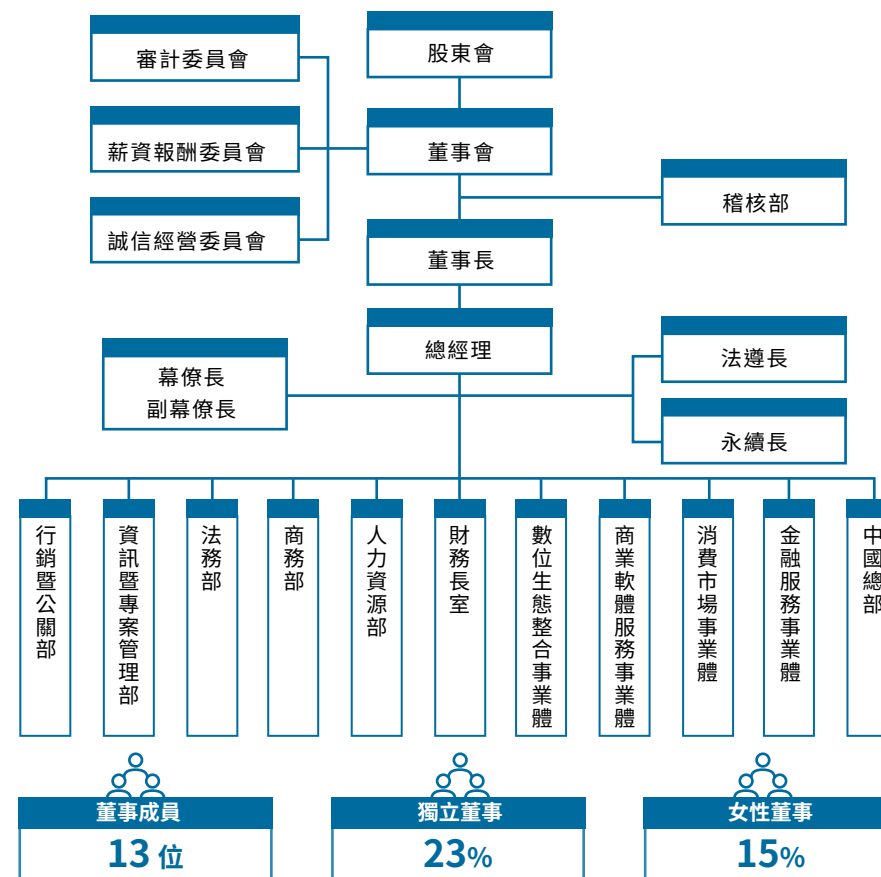 股東會
審計委員會
董事會
薪資報酬委員會
稽核部
誠信經營委員會
董事長
總經理
幕僚長
副幕僚長
法遵長
永續長
行銷暨公關部
資訊暨專案管理部
法務部
商務部
人力資源部
財務長室
數位生態整合事業體
商業軟體服務事業體
消費市場事業體
金融服務事業體
中國總部
董事成員
13 位
獨立董事
23%
女性董事
15%